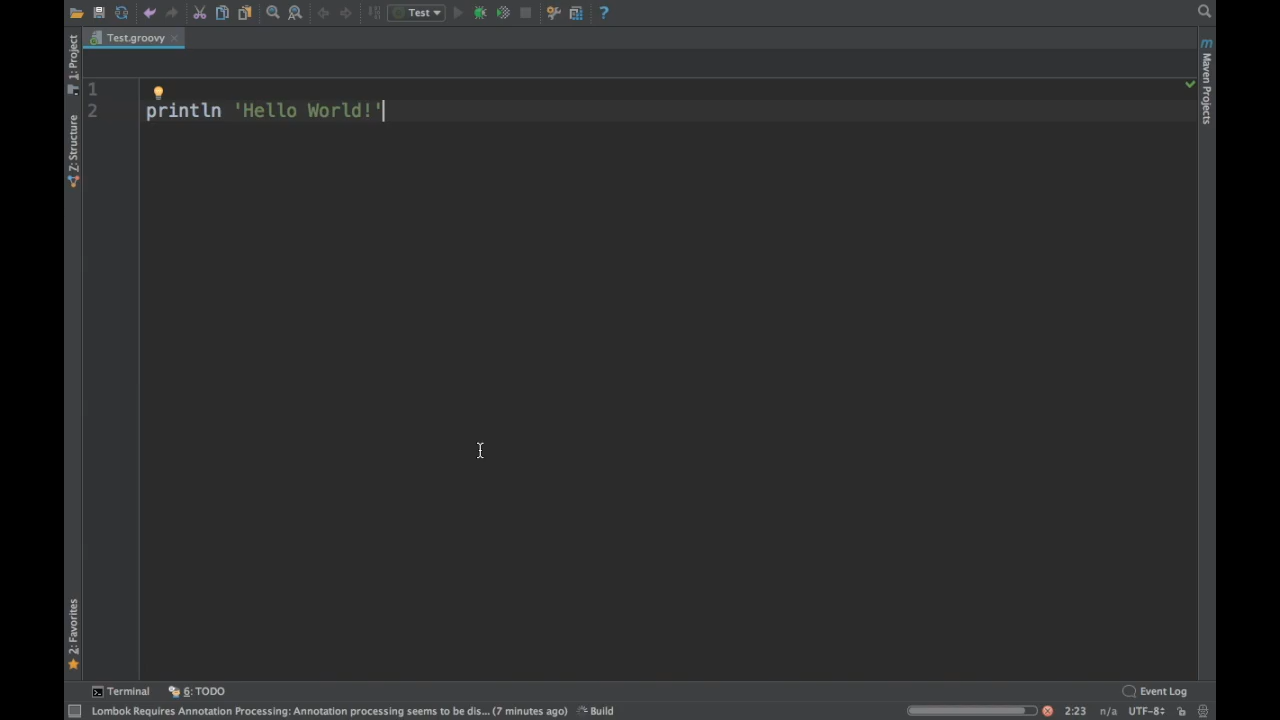 Test
Test.groovy
1: Project
Z: Structure
2: Favorites
Maven Projects
1
2 println 'Hello World!'
Terminal
6: TODO
Event Log
Lombok Requires Annotation Processing: Annotation processing seems to be dis... (7 minutes ago)
Build
2:23 n/a UTF-8